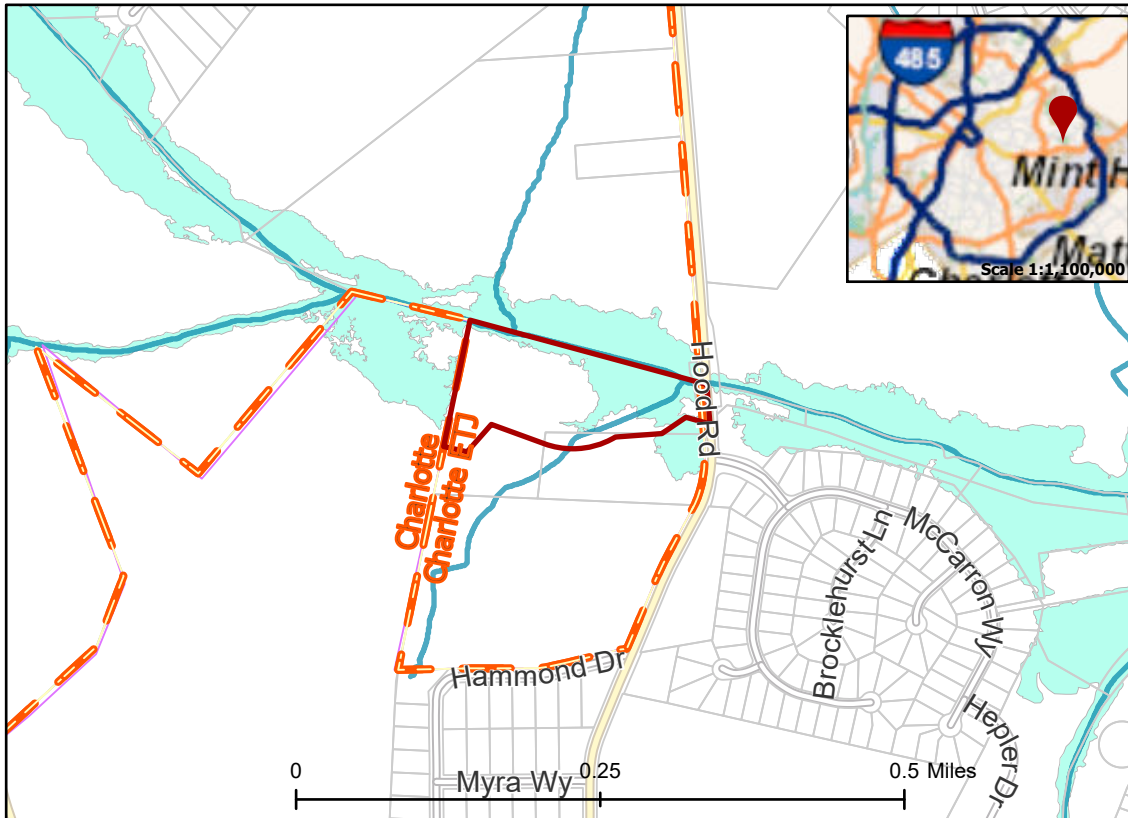 485
Mint H
Mat
Scale 1:1,100,000
Hood Rd
Charlotte
Charlotte ETJ
McCarron Wy
Brocklehurst Ln
Hammond Dr
Hepler Dr
Myra Wy
0
0.25
0.5 Miles